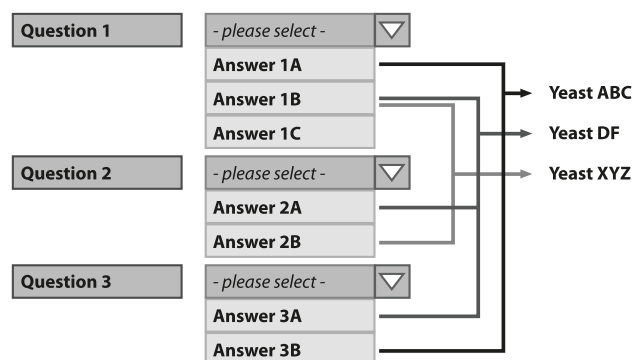 Question 1
- please select -
Answer 1A
Answer 1B
Answer 1C
Question 2
- please select -
Answer 2A
Answer 2B
Question 3
- please select -
Answer 3A
Answer 3B
Yeast ABC
Yeast DF
Yeast XYZ